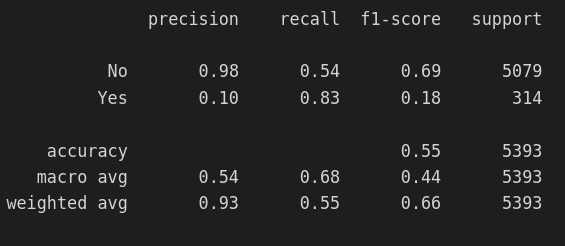 precision recall f1-score support
No 0.98 0.54 0.69 5079
Yes 0.10 0.83 0.18 314
accuracy 0.55 5393
macro avg 0.54 0.68 0.44 5393
weighted avg 0.93 0.55 0.66 5393